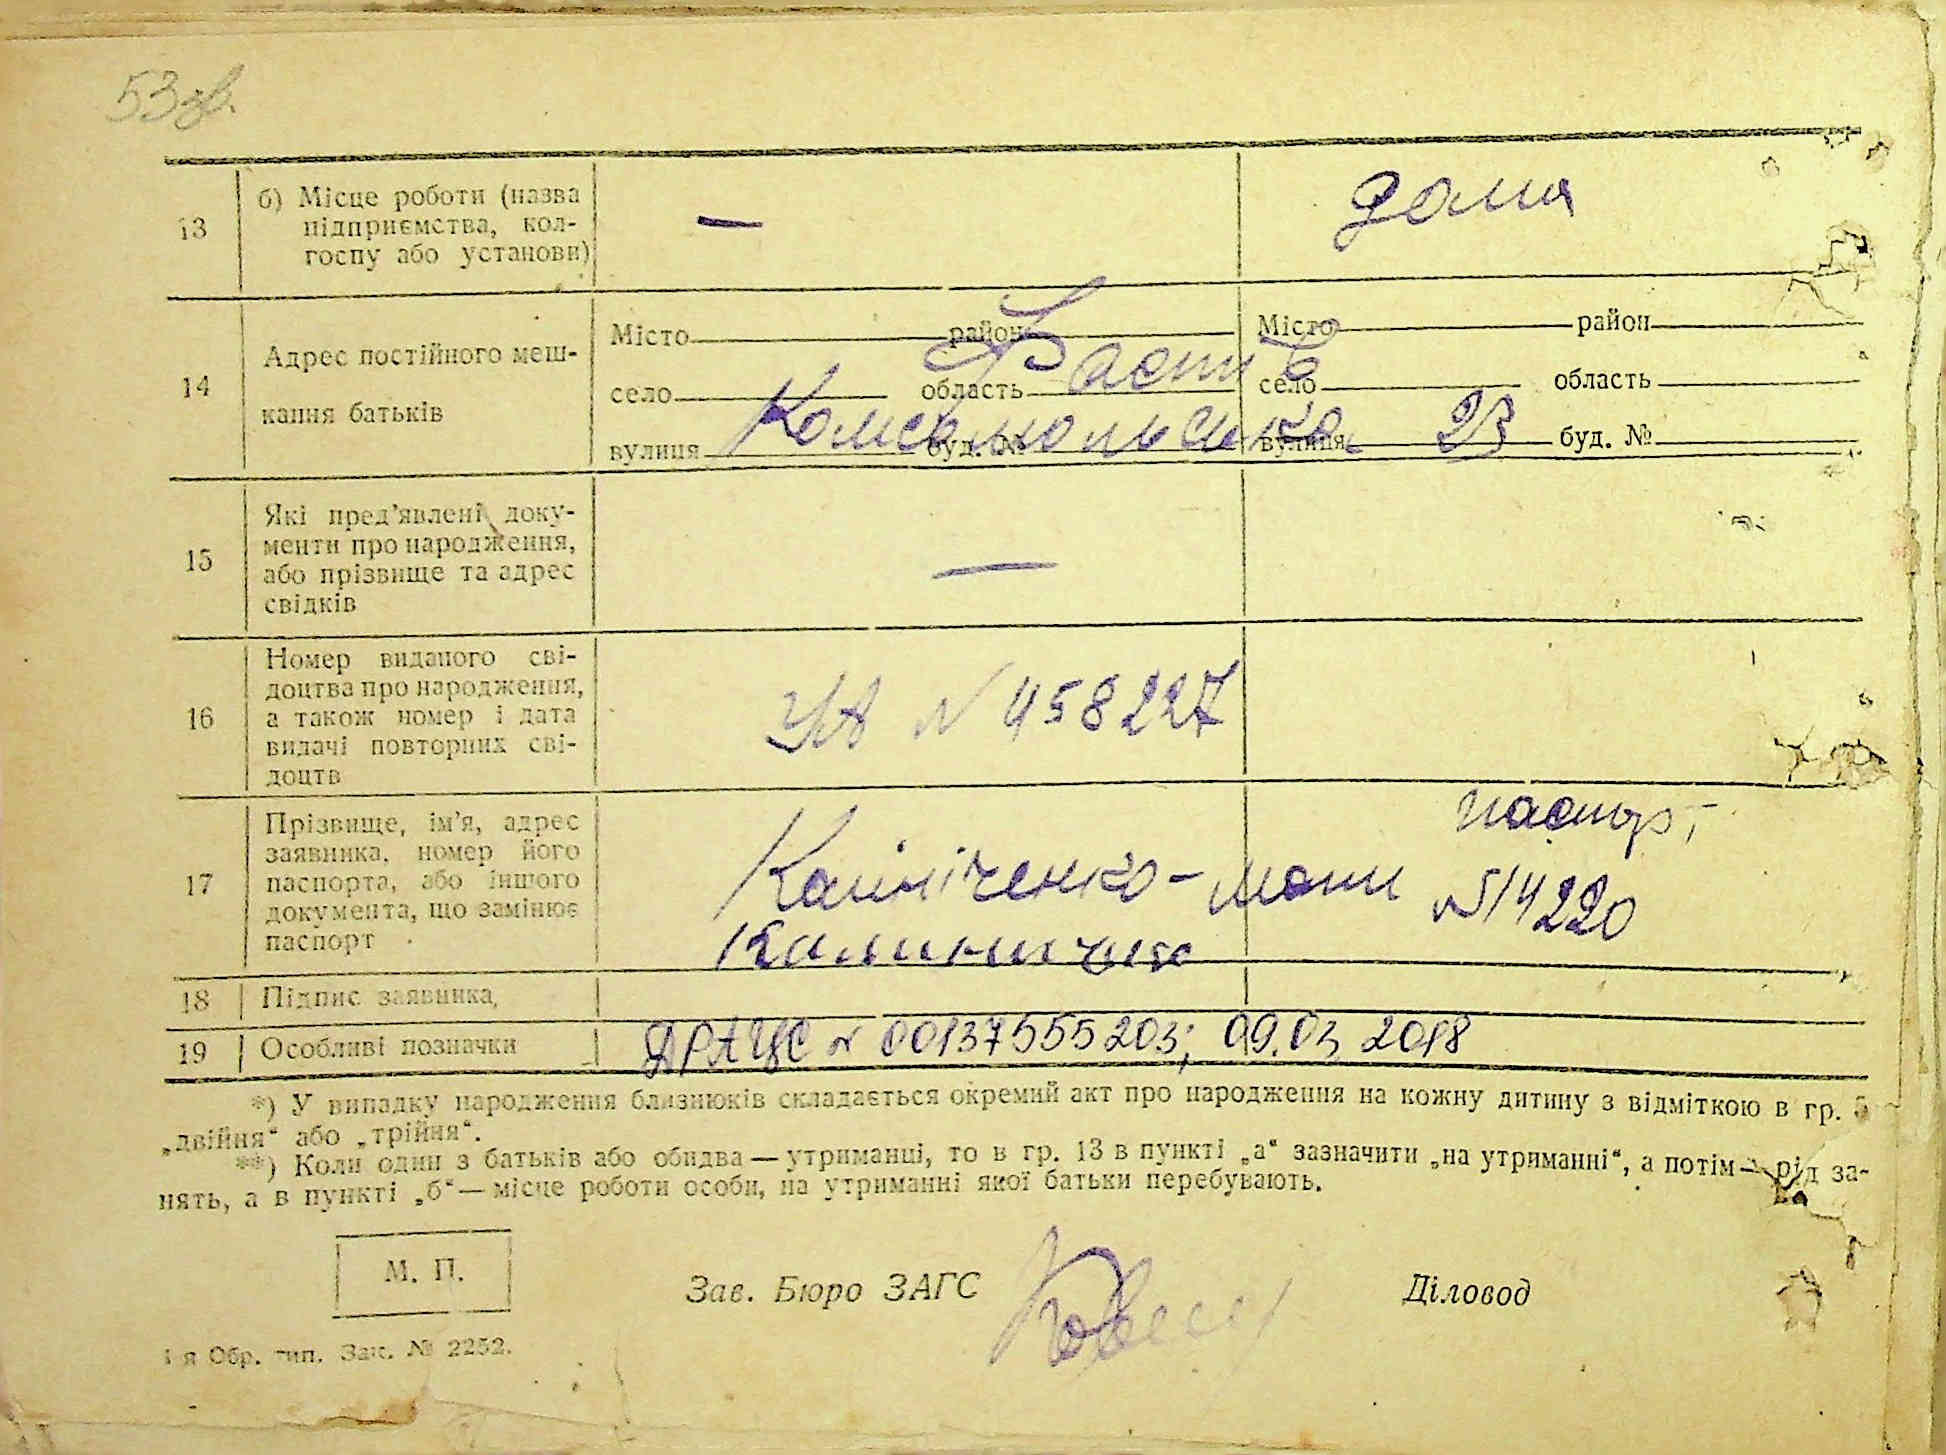 53 зв.
13
б) Місце роботи (назва
підприємства, кол-
госпу або установи)
—
дома
14
Адрес постійного меш-
кання батьків
Місто район
село область
вулиця буд. №
Фастів
Комсомольська 23
Місто район
село область
вулиця буд. №
15
Які пред'явлені доку-
менти про народження,
або прізвище та адрес
свідків
—
16
Номер виданого сві-
доцтва про народження,
а також номер і дата
видачі повторних сві-
доцтв
УА N 458227
17
Прізвище, ім'я, адрес
заявника, номер його
паспорта, або іншого
документа, що замінює
паспорт
паспорт
Калініченко - мати N 514220
18
Підпис заявника,
19
Особливі позначки
ДРАЦС N 00137555203; 09.03 2018
*) У випадку народження близнюків складається окремий акт про народження на кожну дитину з відміткою в гр. 5
„двійня“ або „трійня“.
**) Коли один з батьків або обидва — утриманці, то в гр. 13 в пункті „а“ зазначити „на утриманні“, а потім — рід за-
нять, а в пункті „б“ — місце роботи особи, на утриманні якої батьки перебувають.
М. П.
Зав. Бюро ЗАГС
Діловод
1-я Обр. тип. Зак. № 2252.